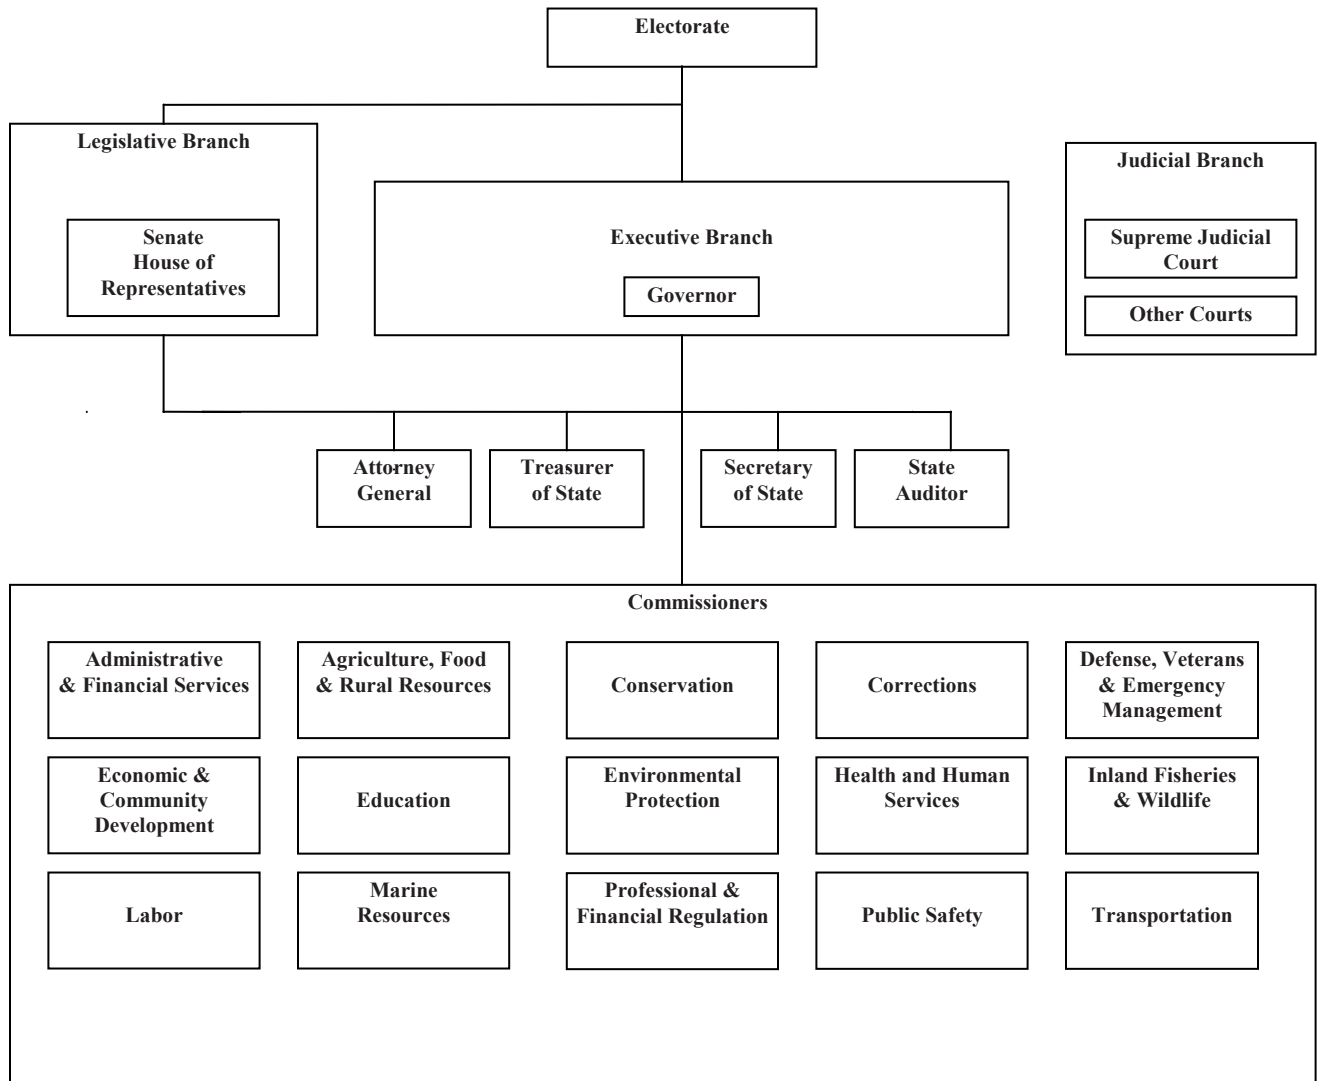 Electorate
Legislative Branch
Senate
House of
Representatives
Executive Branch
Governor
Judicial Branch
Supreme Judicial
Court
Other Courts
Attorney
General
Treasurer
of State
Secretary
of State
State
Auditor
Commissioners
Administrative
& Financial Services
Agriculture, Food
& Rural Resources
Conservation
Corrections
Defense, Veterans
& Emergency
Management
Economic &
Community
Development
Education
Environmental
Protection
Health and Human
Services
Inland Fisheries
& Wildlife
Labor
Marine
Resources
Professional &
Financial Regulation
Public Safety
Transportation